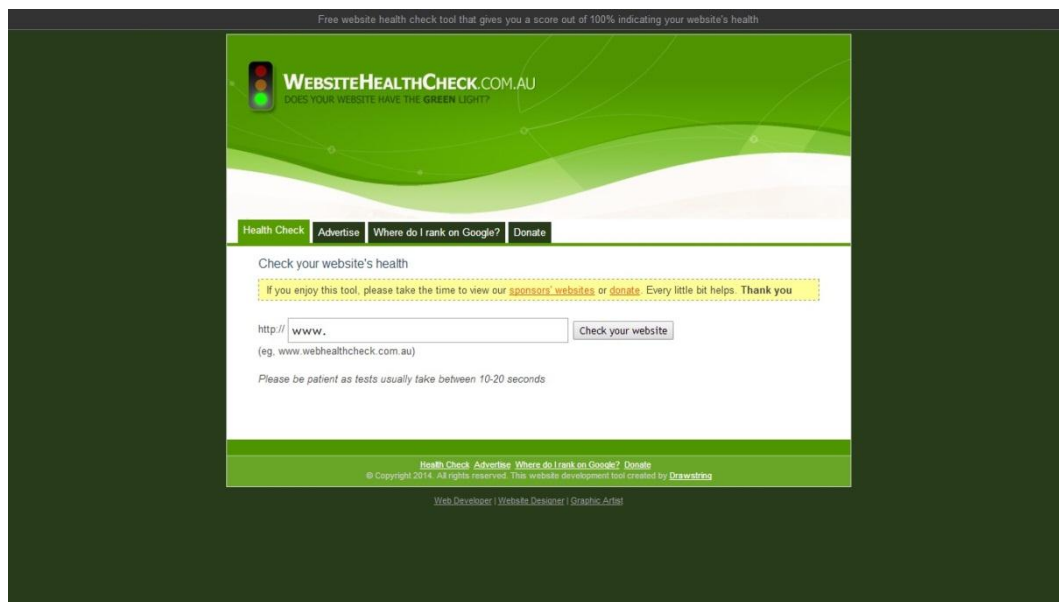 Free website health check tool that gives you a score out of 100% indicating your website's health
WEBSITEHEALTHCHECK.COM.AU
DOES YOUR WEBSITE HAVE THE GREEN LIGHT?
Health Check Advertise Where do I rank on Google? Donate
Check your website's health
If you enjoy this tool, please take the time to view our sponsors' websites or donate. Every little bit helps. Thank you
http:// www. Check your website
(eg, www.webhealthcheck.com.au)
Please be patient as tests usually take between 10-20 seconds
Health Check Advertise Where do I rank on Google? Donate
© Copyright 2014. All rights reserved. This website development tool created by Drawstring
Web Developer | Website Designer | Graphic Artist